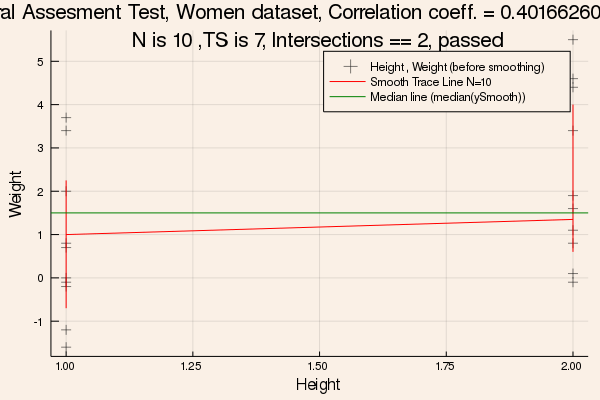 ral Assesment Test, Women dataset, Correlation coeff. = 0.40166260
N is 10 ,TS is 7, Intersections == 2, passed
Height , Weight (before smoothing)
Smooth Trace Line N=10
Median line (median(ySmooth))
Weight
5
4
3
2
1
0
-1
1.00 1.25 1.50 1.75 2.00
Height